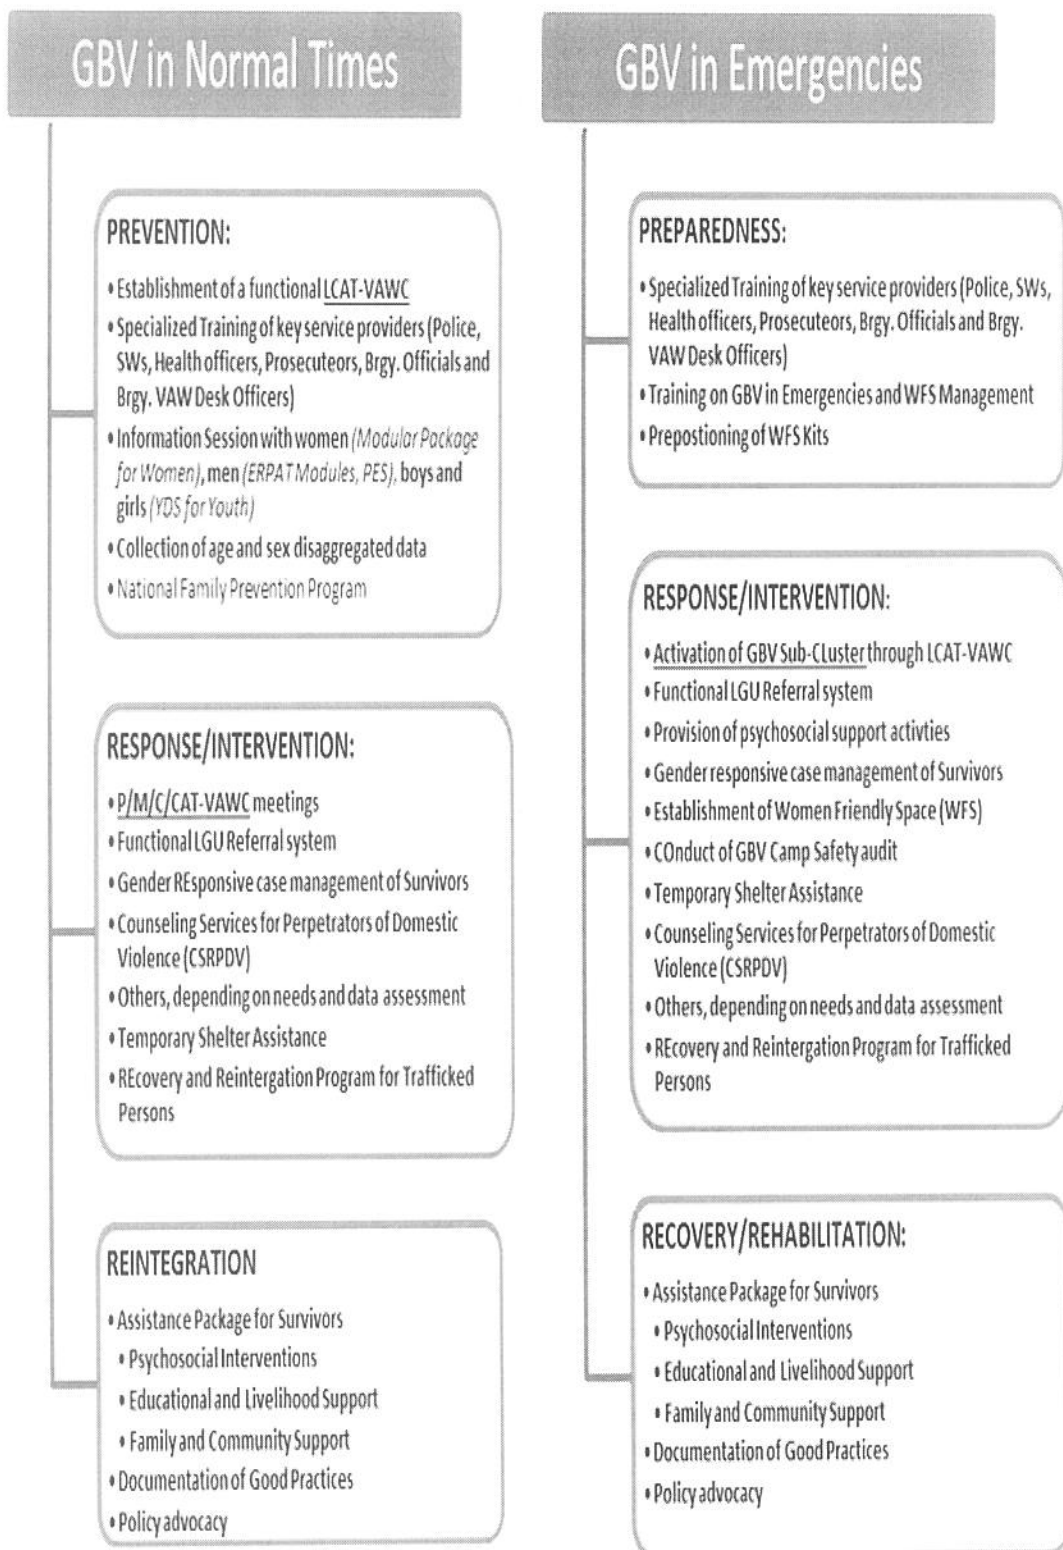 GBV in Normal Times
PREVENTION:
• Establishment of a functional LCAT-VAWC
• Specialized Training of key service providers (Police,
SWs, Health officers, Prosecuteors, Brgy. Officials and
Brgy. VAW Desk Officers)
• Information Session with women (Modular Package
for Women), men (ERPAT Modules, PES), boys and
girls (YDS for Youth)
• Collection of age and sex disaggregated data
• National Family Prevention Program
RESPONSE/INTERVENTION:
• P/M/C/CAT-VAWC meetings
• Functional LGU Referral system
• Gender REsponsive case management of Survivors
• Counseling Services for Perpetrators of Domestic
Violence (CSRPDV)
• Others, depending on needs and data assessment
• Temporary Shelter Assistance
• REcovery and Reintergation Program for Trafficked
Persons
REINTEGRATION
• Assistance Package for Survivors
• Psychosocial Interventions
• Educational and Livelihood Support
• Family and Community Support
• Documentation of Good Practices
• Policy advocacy
GBV in Emergencies
PREPAREDNESS:
• Specialized Training of key service providers (Police, SWs,
Health officers, Prosecuteors, Brgy. Officials and Brgy.
VAW Desk Officers)
• Training on GBV in Emergencies and WFS Management
• Prepostioning of WFS Kits
RESPONSE/INTERVENTION:
• Activation of GBV Sub-CLuster through LCAT-VAWC
• Functional LGU Referral system
• Provision of psychosocial support activties
• Gender responsive case management of Survivors
• Establishment of Women Friendly Space (WFS)
• COnduct of GBV Camp Safety audit
• Temporary Shelter Assistance
• Counseling Services for Perpetrators of Domestic
Violence (CSRPDV)
• Others, depending on needs and data assessment
• REcovery and Reintergation Program for Trafficked
Persons
RECOVERY/REHABILITATION:
• Assistance Package for Survivors
• Psychosocial Interventions
• Educational and Livelihood Support
• Family and Community Support
• Documentation of Good Practices
• Policy advocacy